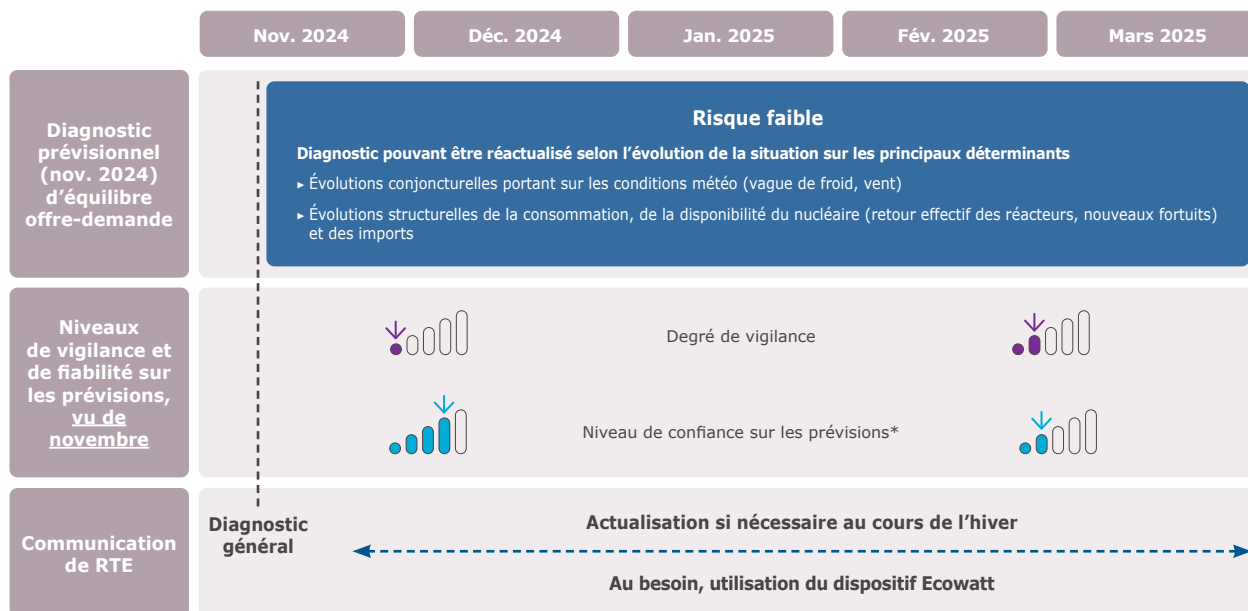 Nov. 2024
Déc. 2024
Jan. 2025
Fév. 2025
Mars 2025
Diagnostic
prévisionnel
(nov. 2024)
d’équilibre
offre-demande
Risque faible
Diagnostic pouvant être réactualisé selon l’évolution de la situation sur les principaux déterminants
▸ Évolutions conjoncturelles portant sur les conditions météo (vague de froid, vent)
▸ Évolutions structurelles de la consommation, de la disponibilité du nucléaire (retour effectif des réacteurs, nouveaux fortuits)
et des imports
Niveaux
de vigilance et
de fiabilité sur
les prévisions,
vu de
novembre
Degré de vigilance
Niveau de confiance sur les prévisions*
Communication
de RTE
Diagnostic
général
Actualisation si nécessaire au cours de l’hiver
Au besoin, utilisation du dispositif Ecowatt